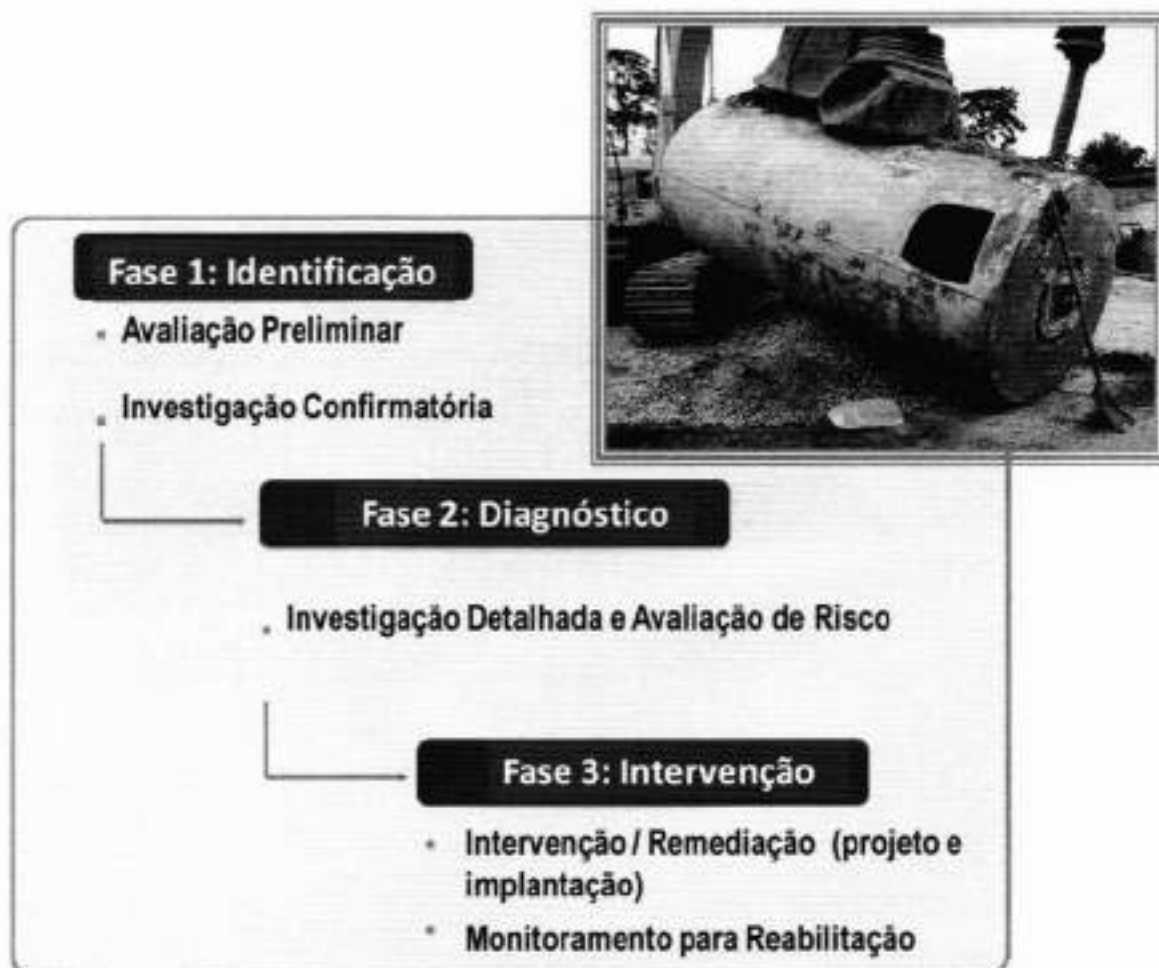 Fase 1: Identificação
Avaliação Preliminar
Investigação Confirmatória
Fase 2: Diagnóstico
Investigação Detalhada e Avaliação de Risco
Fase 3: Intervenção
Intervenção / Remediação (projeto e
implantação)
Monitoramento para Reabilitação